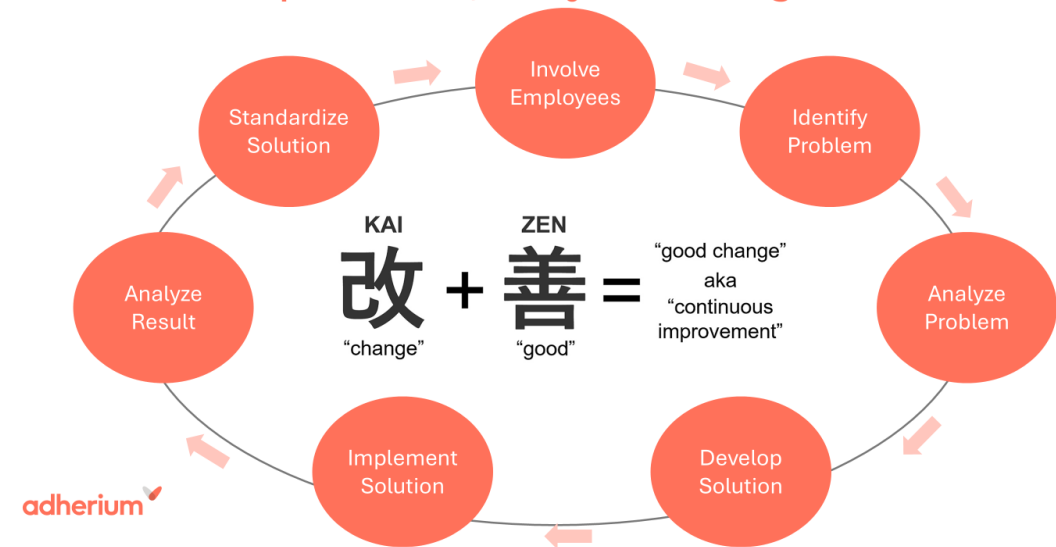 Involve
Employees
Identify
Problem
Analyze
Problem
Develop
Solution
Implement
Solution
Analyze
Result
Standardize
Solution
KAI
改
“change”
+
ZEN
善
“good”
=
“good change”
aka
“continuous
improvement”
adherium